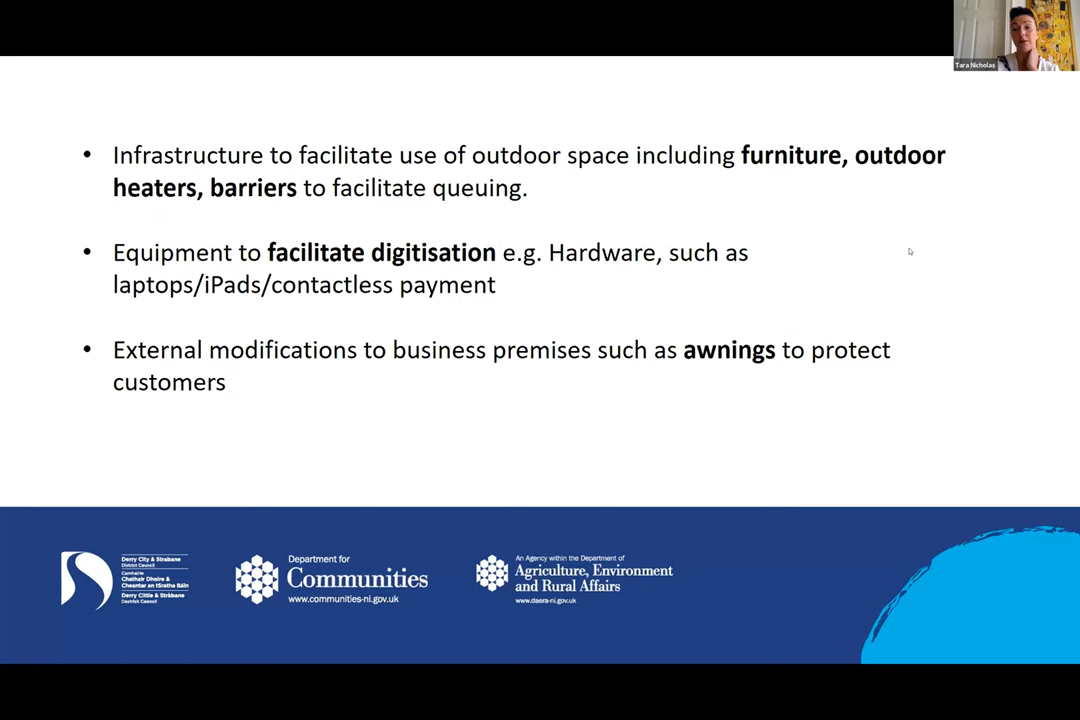 Tara Nicholas
• Infrastructure to facilitate use of outdoor space including furniture, outdoor
heaters, barriers to facilitate queuing.
• Equipment to facilitate digitisation e.g. Hardware, such as
laptops/iPads/contactless payment
• External modifications to business premises such as awnings to protect
customers
Derry City & Strabane
District Council
Comhairle
Chathair Dhoire &
Cheantar an tSratha Báin
Derry Cittie & Stràbane
Destrick Cooncil
Department for
Communities
www.communities-ni.gov.uk
An Agency within the Department of
Agriculture, Environment
and Rural Affairs
www.daera-ni.gov.uk